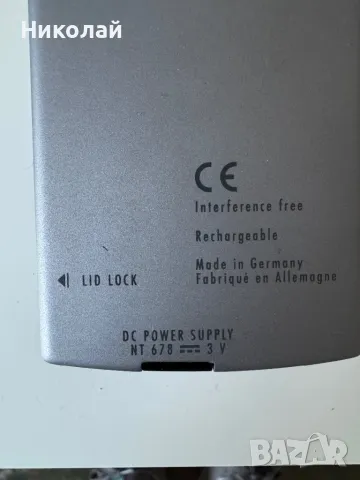 Николай
CE
Interference free
Rechargeable
Made in Germany
Fabriqué en Allemagne
LID LOCK
DC POWER SUPPLY
NT 678 3 V
BAZAR